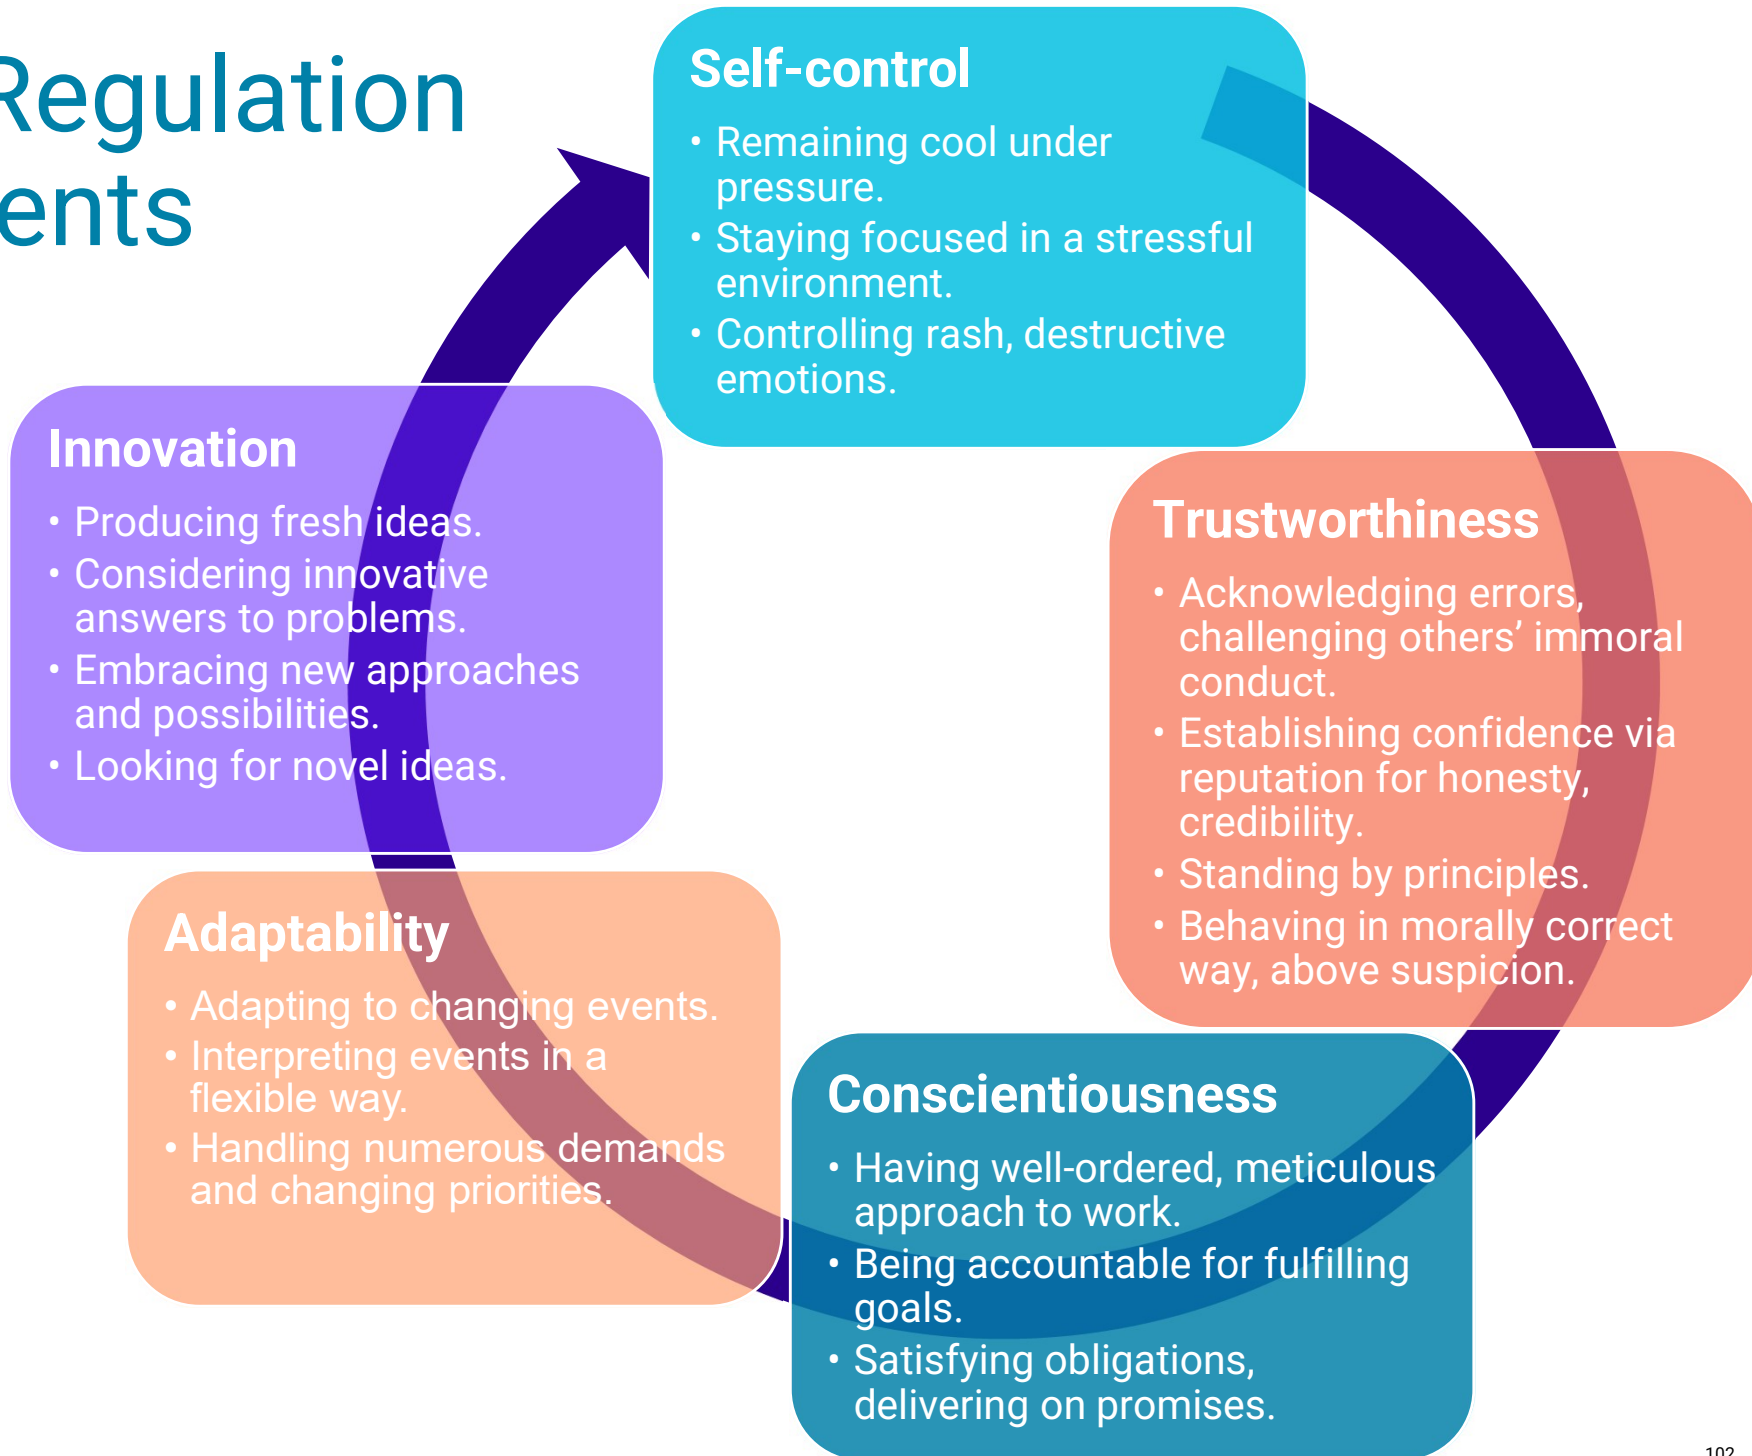 Regulation
ents
Self-control
• Remaining cool under
pressure.
• Staying focused in a stressful
environment.
• Controlling rash, destructive
emotions.
Trustworthiness
• Acknowledging errors,
challenging others’ immoral
conduct.
• Establishing confidence via
reputation for honesty,
credibility.
• Standing by principles.
• Behaving in morally correct
way, above suspicion.
Conscientiousness
• Having well-ordered, meticulous
approach to work.
• Being accountable for fulfilling
goals.
• Satisfying obligations,
delivering on promises.
Adaptability
• Adapting to changing events.
• Interpreting events in a
flexible way.
• Handling numerous demands
and changing priorities.
Innovation
• Producing fresh ideas.
• Considering innovative
answers to problems.
• Embracing new approaches
and possibilities.
• Looking for novel ideas.
102